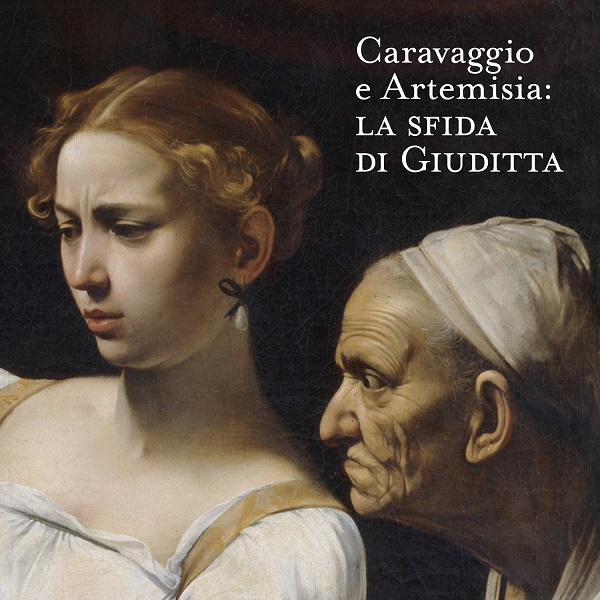 Caravaggio
e Artemisia:
LA SFIDA
DI GIUDITTA